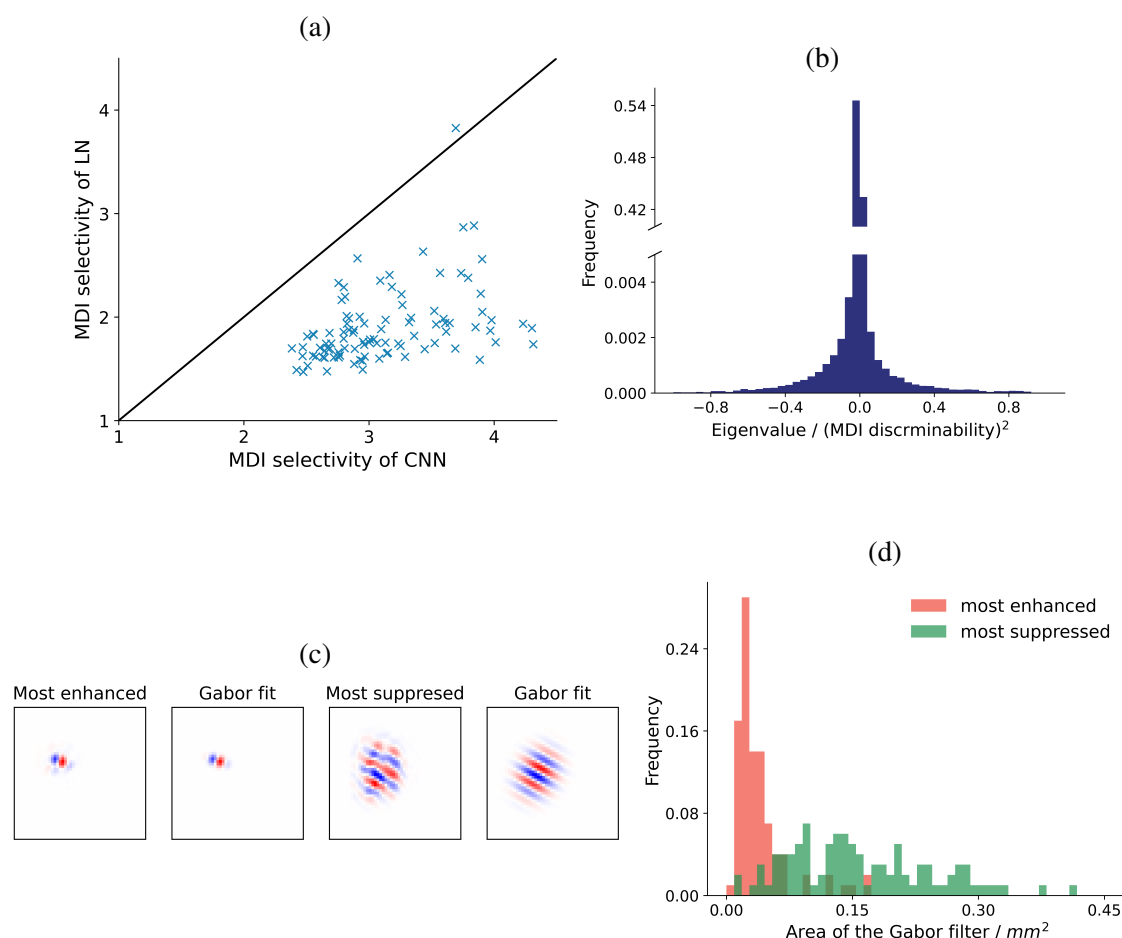 (a)
4
3
2
1
MDI selectivity of LN
1 2 3 4
MDI selectivity of CNN
(b)
0.54
0.48
0.42
0.004
0.002
0.000
Frequency
−0.8 −0.4 0.0 0.4 0.8
Eigenvalue / (MDI discrminability)²
(c)
Most enhanced Gabor fit Most suppresed Gabor fit
(d)
most enhanced
most suppressed
0.24
0.16
0.08
0.00
Frequency
0.00 0.15 0.30 0.45
Area of the Gabor filter / mm²